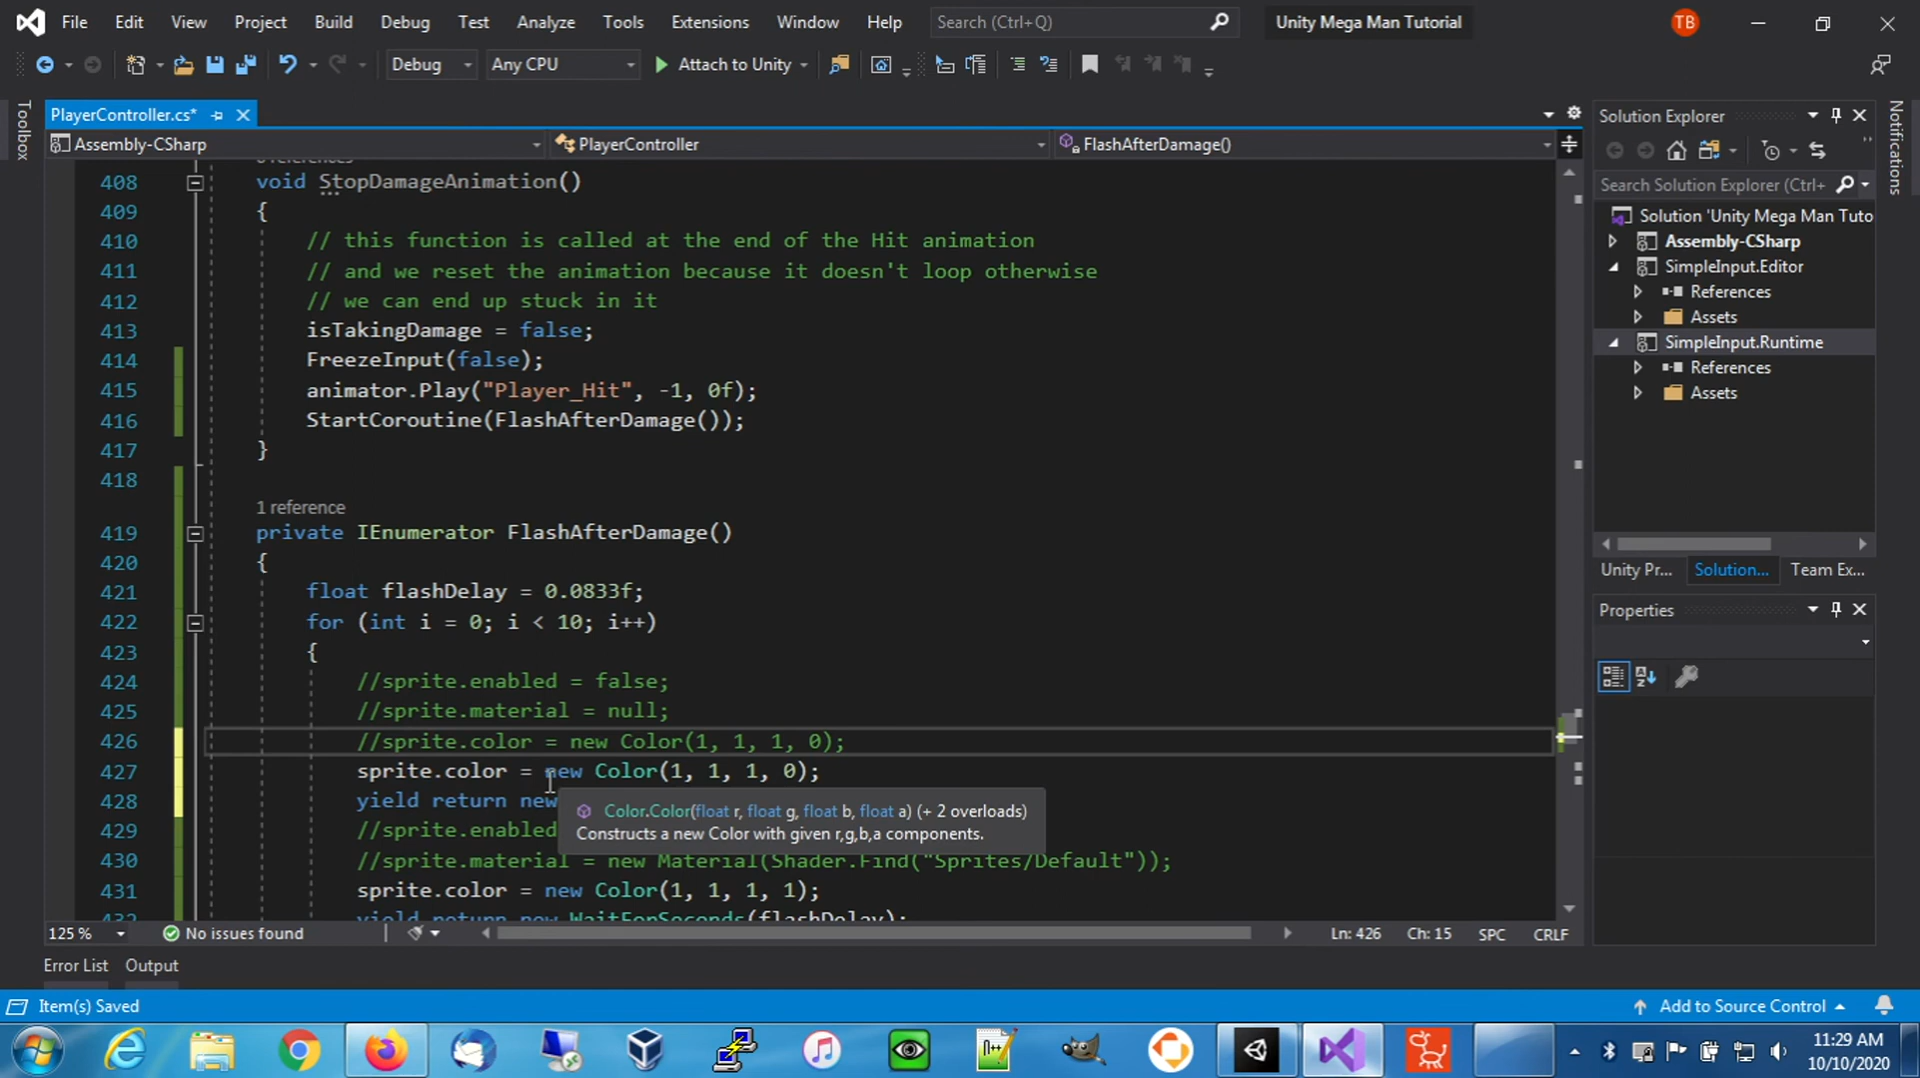 File Edit View Project Build Debug Test Analyze Tools Extensions Window Help Search (Ctrl+Q) Unity Mega Man Tutorial TB
Debug Any CPU Attach to Unity
Toolbox
PlayerController.cs*
Assembly-CSharp PlayerController FlashAfterDamage()
408 void StopDamageAnimation()
409 {
410 // this function is called at the end of the Hit animation
411 // and we reset the animation because it doesn't loop otherwise
412 // we can end up stuck in it
413 isTakingDamage = false;
414 FreezeInput(false);
415 animator.Play("Player_Hit", -1, 0f);
416 StartCoroutine(FlashAfterDamage());
417 }
418
1 reference
419 private IEnumerator FlashAfterDamage()
420 {
421 float flashDelay = 0.0833f;
422 for (int i = 0; i < 10; i++)
423 {
424 //sprite.enabled = false;
425 //sprite.material = null;
426 //sprite.color = new Color(1, 1, 1, 0);
427 sprite.color = new Color(1, 1, 1, 0);
428 yield return new
Color.Color(float r, float g, float b, float a) (+ 2 overloads)
Constructs a new Color with given r,g,b,a components.
429 //sprite.enabled
430 //sprite.material = new Material(Shader.Find("Sprites/Default"));
431 sprite.color = new Color(1, 1, 1, 1);
432 yield return new WaitForSeconds(flashDelay);
125 % No issues found Ln: 426 Ch: 15 SPC CRLF
Error List Output
Solution Explorer
Search Solution Explorer (Ctrl+
Solution 'Unity Mega Man Tuto
Assembly-CSharp
SimpleInput.Editor
References
Assets
SimpleInput.Runtime
References
Assets
Unity Pr... Solution... Team Ex...
Properties
Notifications
Item(s) Saved Add to Source Control
11:29 AM
10/10/2020